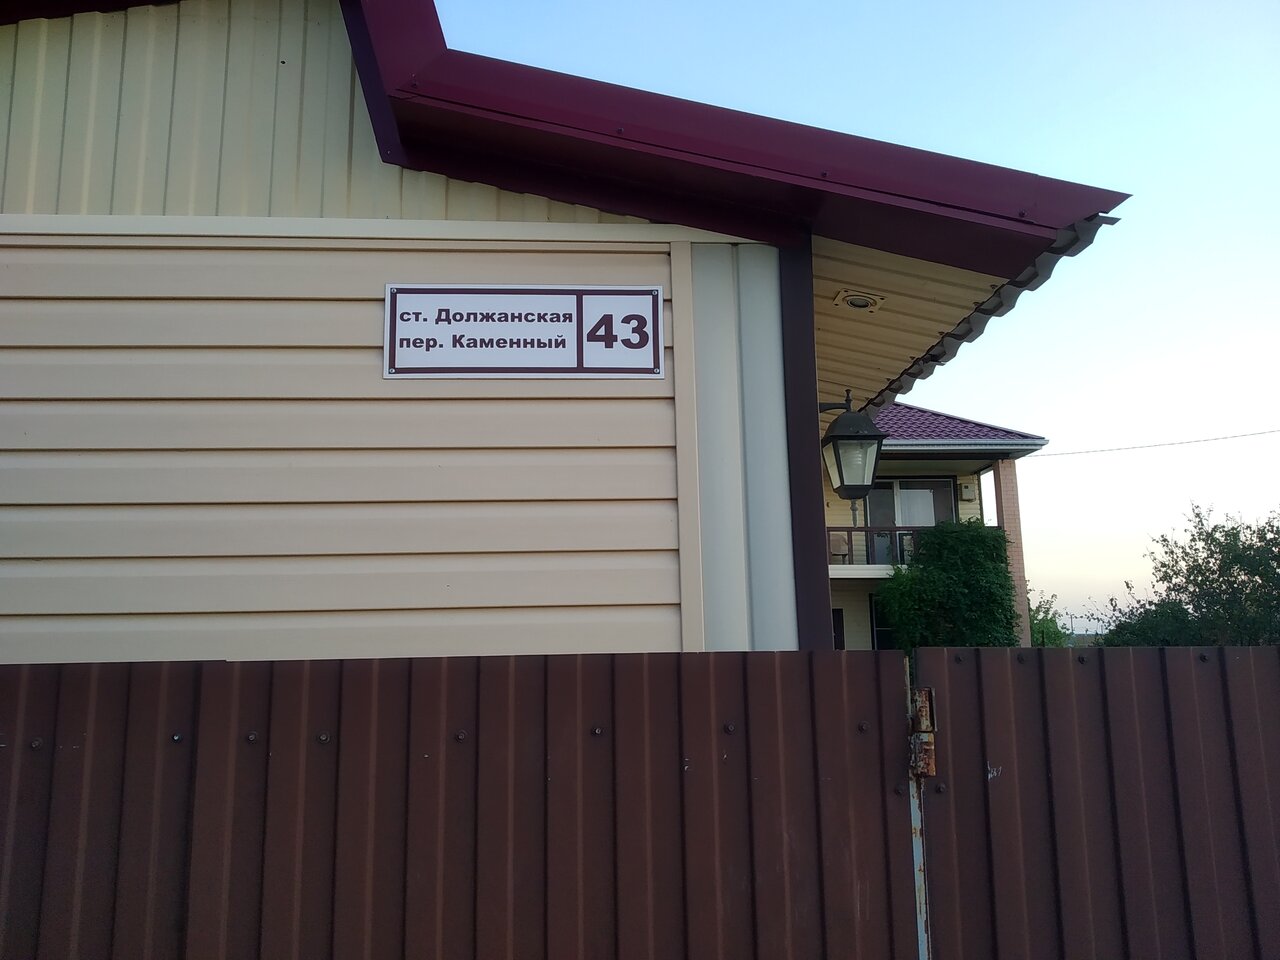 ст. Должанская
пер. Каменный
43